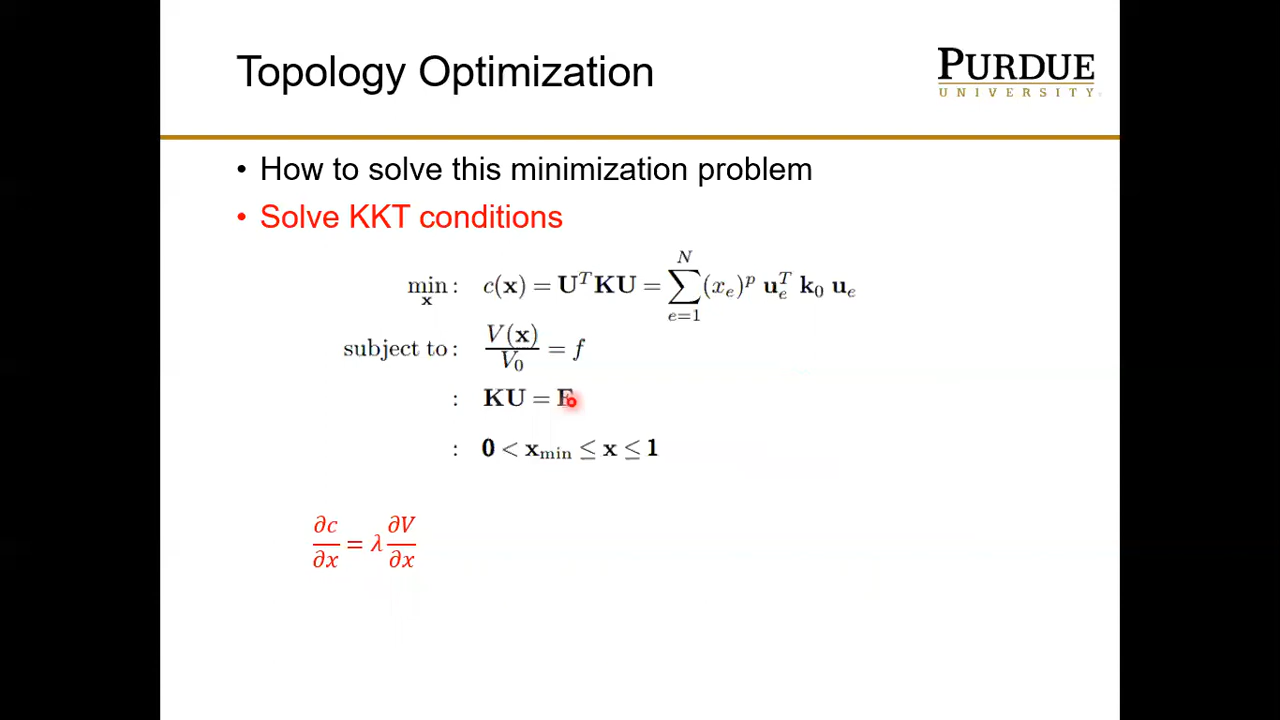 Topology Optimization
PURDUE
UNIVERSITY
• How to solve this minimization problem
• Solve KKT conditions
min x : c(x) = U^T KU = ∑_{e=1}^{N} (x_e)^p u_e^T k_0 u_e
subject to : V(x)/V_0 = f
: KU = F
: 0 < x_min ≤ x ≤ 1
∂c/∂x = λ ∂V/∂x